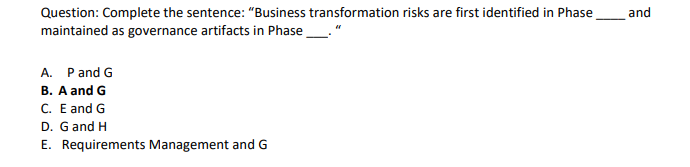 Question: Complete the sentence: “Business transformation risks are first identified in Phase ____ and
maintained as governance artifacts in Phase ___. “
A. P and G
B. A and G
C. E and G
D. G and H
E. Requirements Management and G